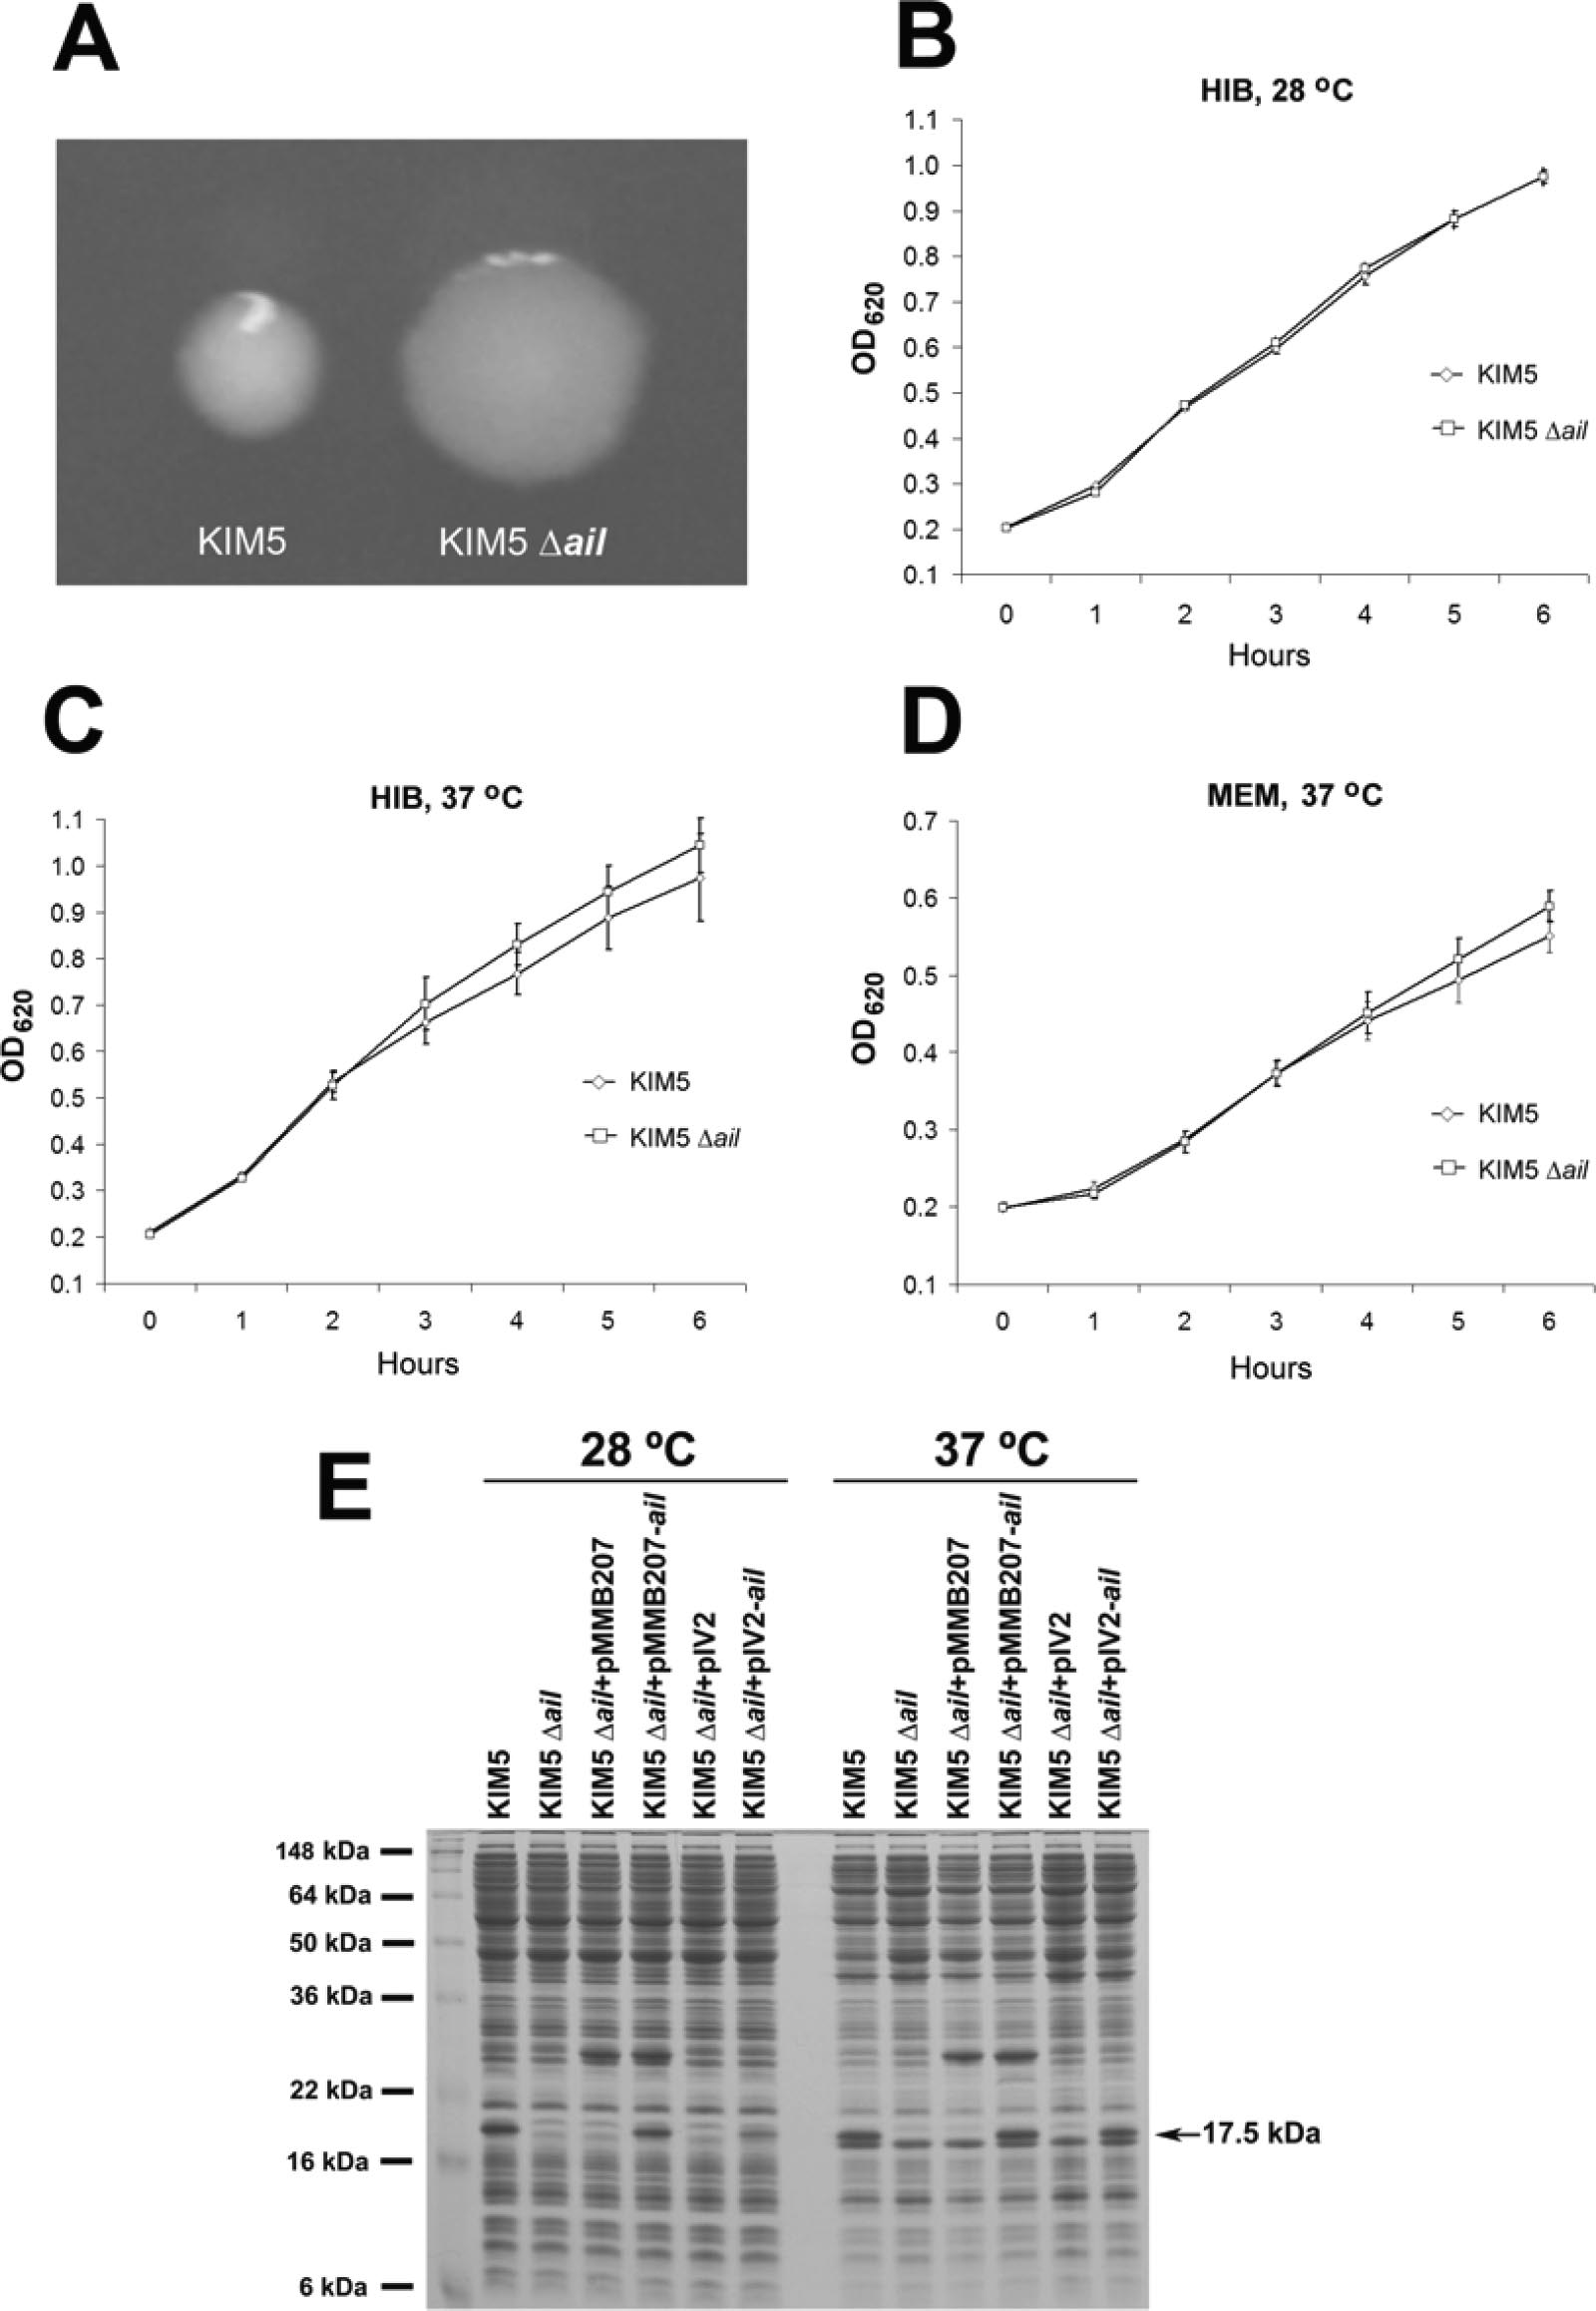 A
KIM5
KIM5 Δail
B
HIB, 28 ºC
1.1
1.0
0.9
0.8
0.7
0.6
0.5
0.4
0.3
0.2
0.1
OD620
KIM5
KIM5 Δail
0 1 2 3 4 5 6
Hours
C
HIB, 37 ºC
1.1
1.0
0.9
0.8
0.7
0.6
0.5
0.4
0.3
0.2
0.1
OD620
KIM5
KIM5 Δail
0 1 2 3 4 5 6
Hours
D
MEM, 37 ºC
0.7
0.6
0.5
0.4
0.3
0.2
0.1
OD620
KIM5
KIM5 Δail
0 1 2 3 4 5 6
Hours
E
28 ºC
37 ºC
KIM5
KIM5 Δail
KIM5 Δail+pMMB207
KIM5 Δail+pMMB207-ail
KIM5 Δail+pIV2
KIM5 Δail+pIV2-ail
KIM5
KIM5 Δail
KIM5 Δail+pMMB207
KIM5 Δail+pMMB207-ail
KIM5 Δail+pIV2
KIM5 Δail+pIV2-ail
148 kDa
64 kDa
50 kDa
36 kDa
22 kDa
16 kDa
6 kDa
17.5 kDa